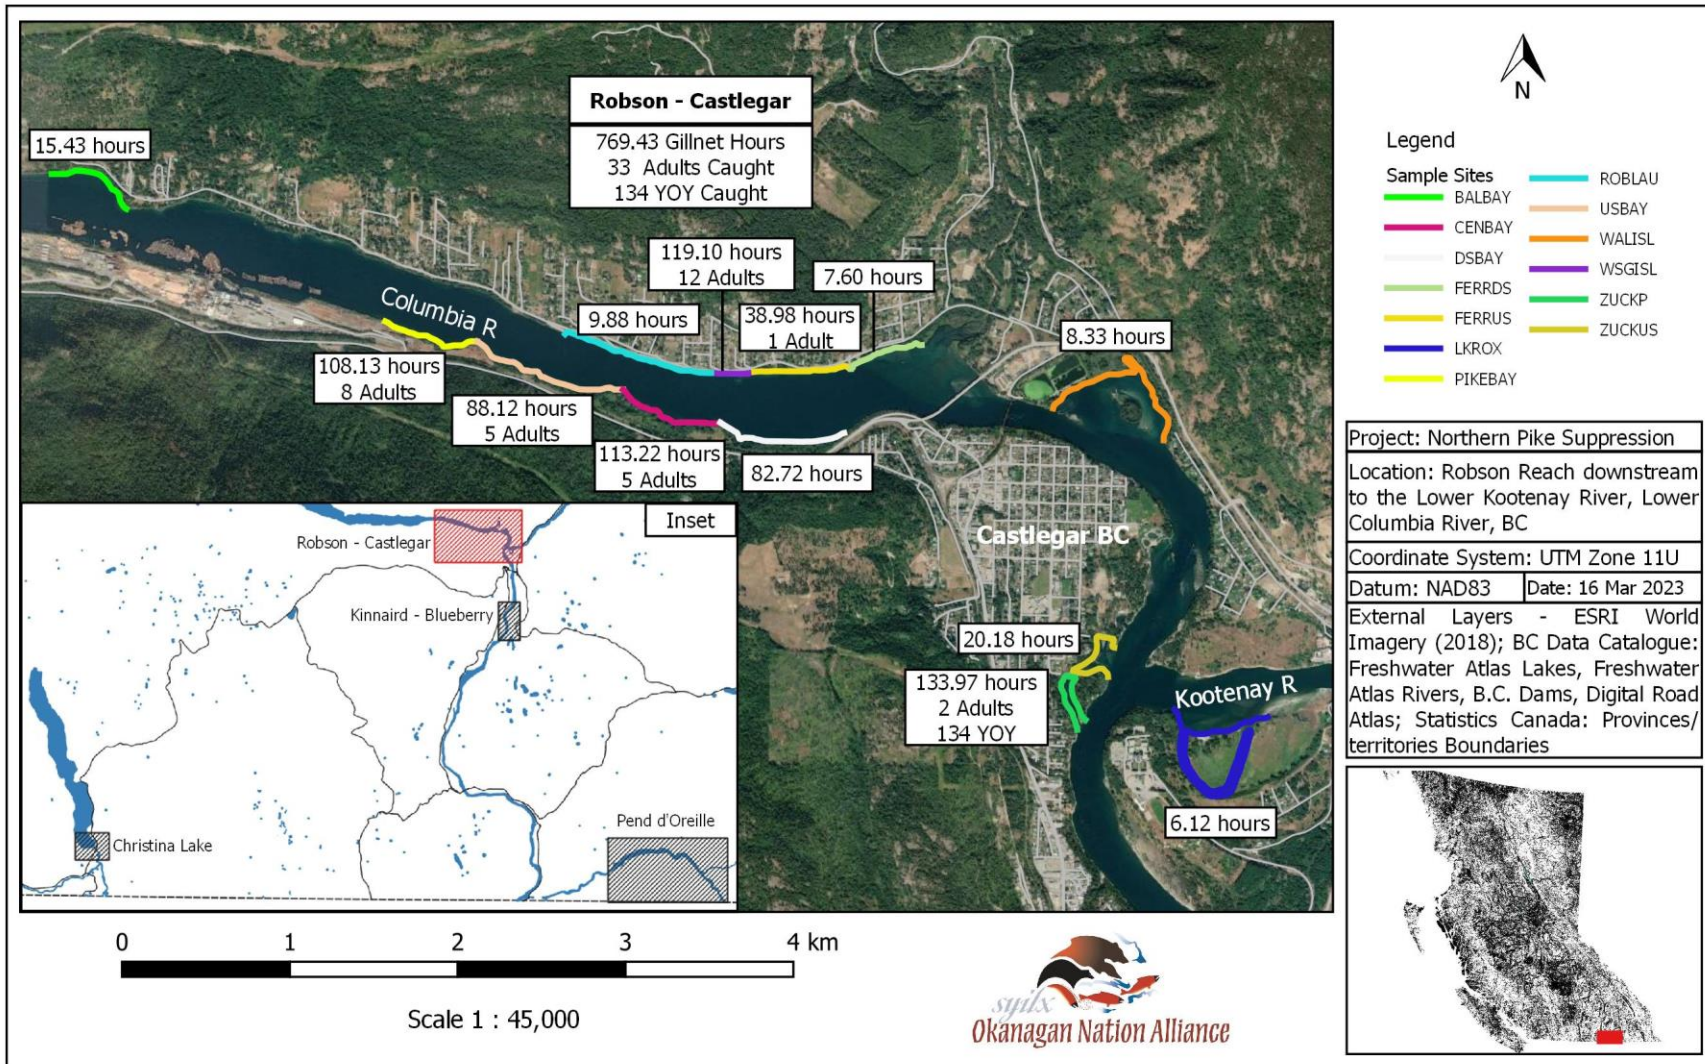 Robson - Castlegar
769.43 Gillnet Hours
33 Adults Caught
134 YOY Caught
15.43 hours
119.10 hours
12 Adults
7.60 hours
9.88 hours
38.98 hours
1 Adult
8.33 hours
Columbia R
108.13 hours
8 Adults
88.12 hours
5 Adults
113.22 hours
5 Adults
82.72 hours
Castlegar BC
20.18 hours
133.97 hours
2 Adults
134 YOY
Kootenay R
6.12 hours
Inset
Robson - Castlegar
Kinnaird - Blueberry
Christina Lake
Pend d'Oreille
0 1 2 3 4 km
Scale 1 : 45,000
syilx
Okanagan Nation Alliance
N
Legend
Sample Sites
BALBAY
CENBAY
DSBAY
FERRDS
FERRUS
LKROX
PIKEBAY
ROBLAU
USBAY
WALISL
WSGISL
ZUCKP
ZUCKUS
Project: Northern Pike Suppression
Location: Robson Reach downstream
to the Lower Kootenay River, Lower
Columbia River, BC
Coordinate System: UTM Zone 11U
Datum: NAD83 Date: 16 Mar 2023
External Layers - ESRI World
Imagery (2018); BC Data Catalogue:
Freshwater Atlas Lakes, Freshwater
Atlas Rivers, B.C. Dams, Digital Road
Atlas; Statistics Canada: Provinces/
territories Boundaries